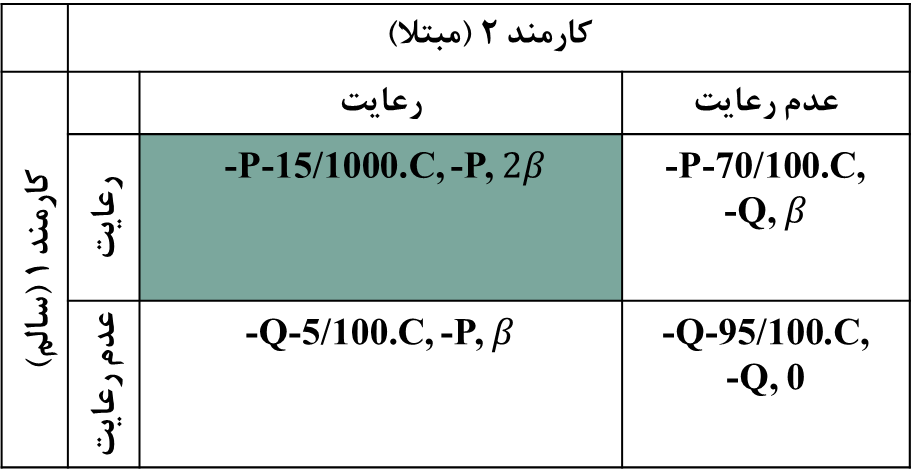 کارمند ۲ (مبتلا)
رعایت
عدم رعایت
کارمند ۱ (سالم)
رعایت
-P-15/1000.C, -P, 2β
-P-70/100.C,
-Q, β
عدم رعایت
-Q-5/100.C, -P, β
-Q-95/100.C,
-Q, 0